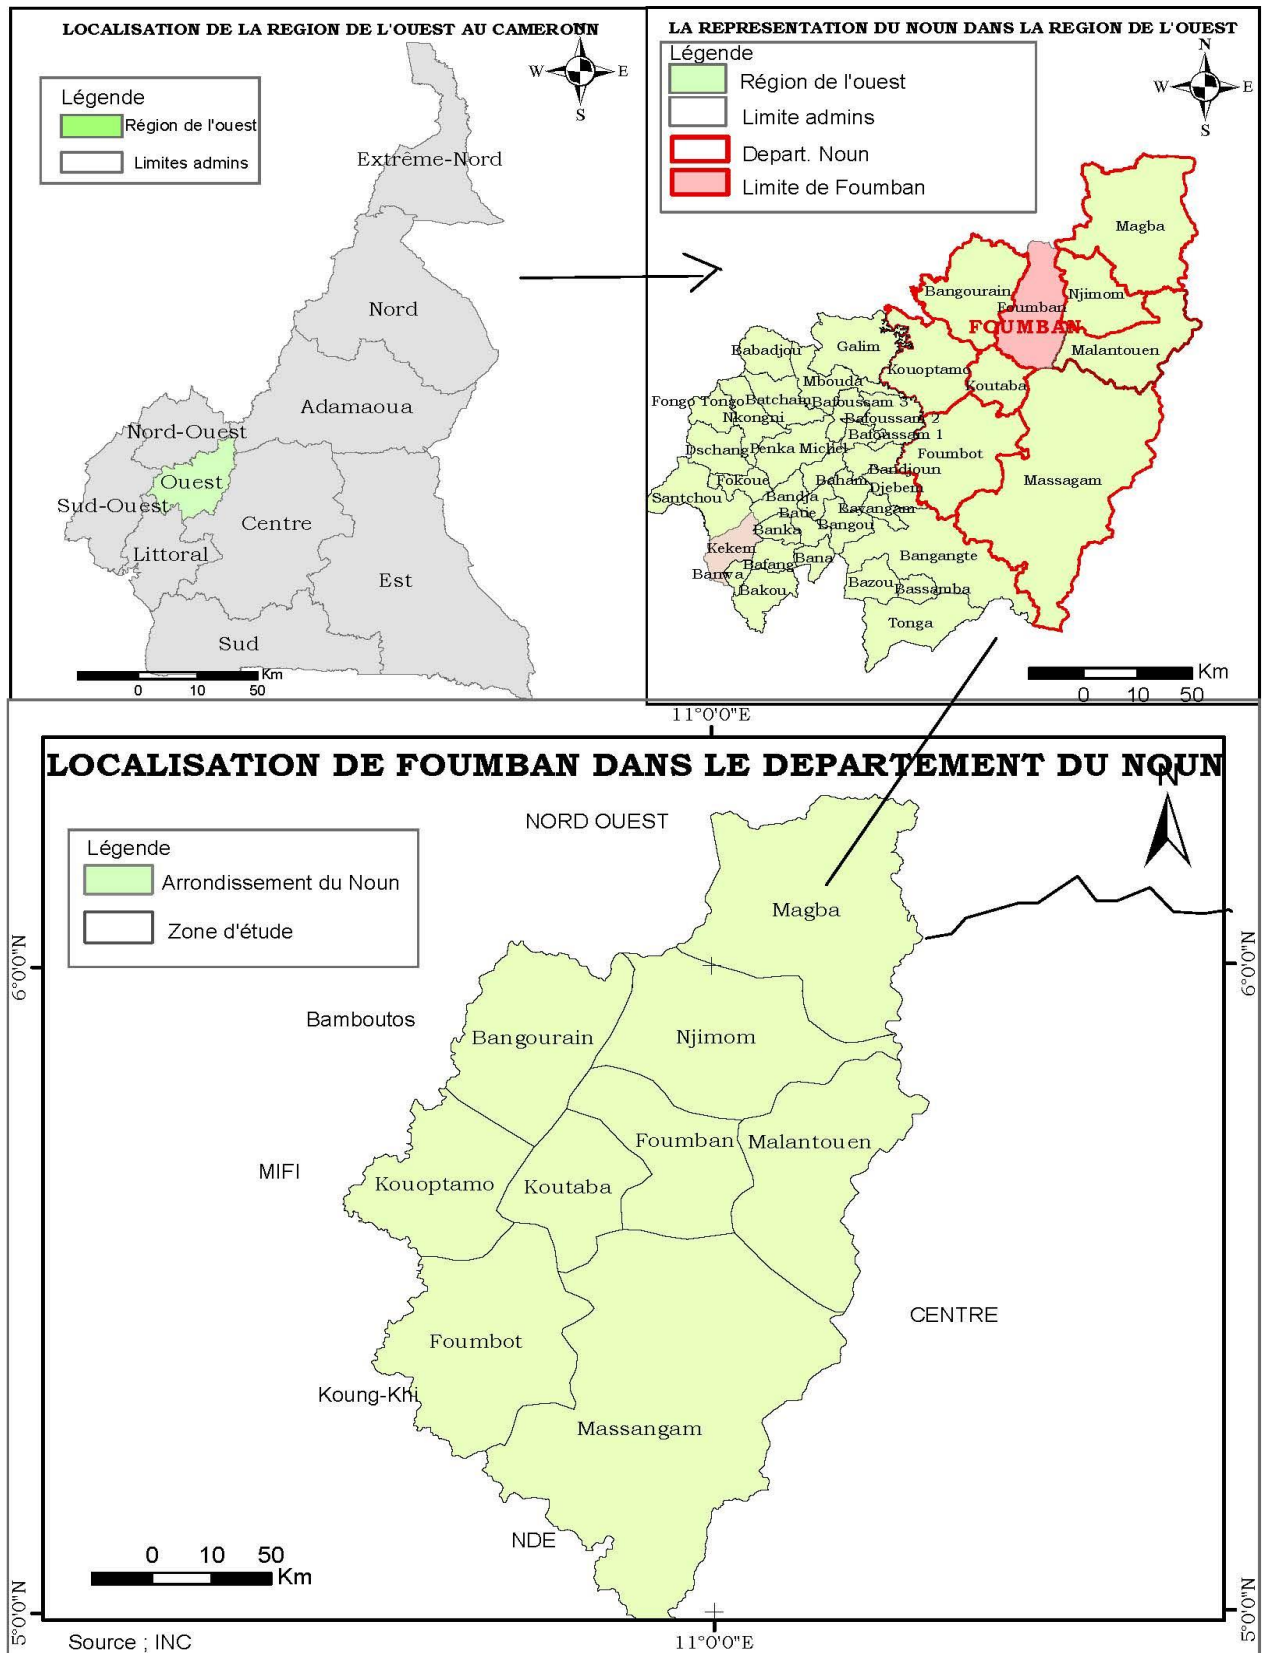 LOCALISATION DE LA REGION DE L'OUEST AU CAMEROUN
N
W
E
S
Légende
Région de l'ouest
Limites admins
Extrême-Nord
Nord
Adamaoua
Nord-Ouest
Ouest
Sud-Ouest
Centre
Littoral
Est
Sud
Km
0 10 50
LA REPRESENTATION DU NOUN DANS LA REGION DE L'OUEST
N
W
E
S
Légende
Région de l'ouest
Limite admins
Depart. Noun
Limite de Foumban
Magba
Bangourain
Njimom
Foumban
FOUMBAN
Babadjou
Galim
Malantouen
Kouoptamo
Koutaba
Mbouda
Fongo Tongo
Batcham
Bafoussam 3
Nkongni
Bafoussam 2
Bafoussam 1
Dschang
Penka Michel
Foumbot
Bandjoun
Fokoue
Baham
Djebem
Massagam
Santchou
Bandja
Batie
Bayangam
Banka
Bangou
Kekem
Bafang
Bana
Bangangte
Banwa
Bakou
Bazou
Bassamba
Tonga
Km
0 10 50
11°0'0"E
LOCALISATION DE FOUMBAN DANS LE DEPARTEMENT DU NOUN
N
NORD OUEST
Légende
Arrondissement du Noun
Zone d'étude
Magba
6°0'0"N
6°0'0"N
Bamboutos
Bangourain
Njimom
Foumban
Malantouen
MIFI
Kouoptamo
Koutaba
CENTRE
Foumbot
Koung-Khi
Massangam
NDE
0 10 50
Km
5°0'0"N
5°0'0"N
Source ; INC
11°0'0"E